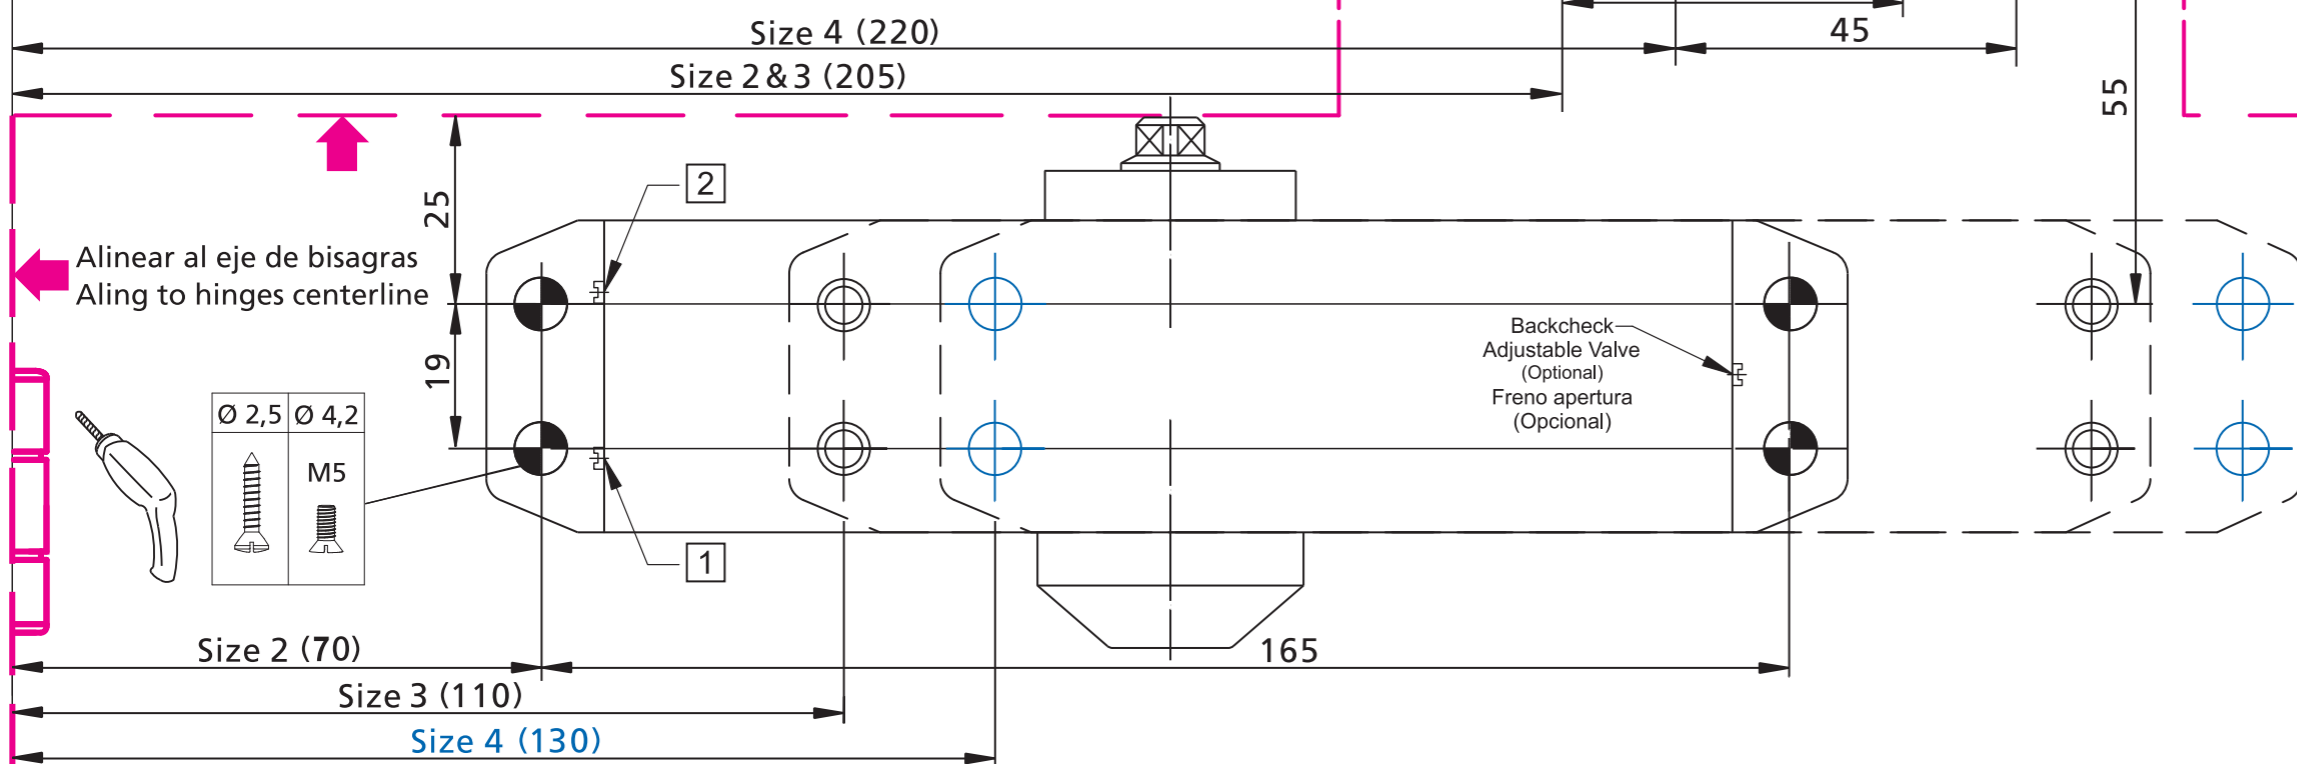 Size 4 (220)
45
Size 2&3 (205)
55
25
2
Alinear al eje de bisagras
Aling to hinges centerline
19
Backcheck
Adjustable Valve
(Optional)
Freno apertura
(Opcional)
Ø 2,5 Ø 4,2
M5
1
Size 2 (70)
165
Size 3 (110)
Size 4 (130)